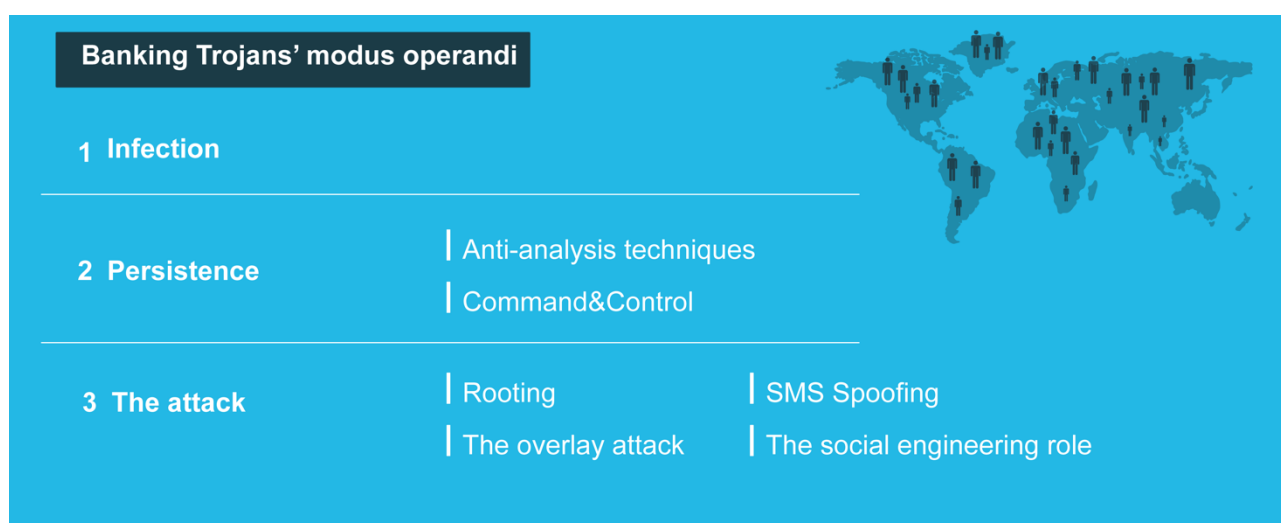 Banking Trojans’ modus operandi
1 Infection
2 Persistence
Anti-analysis techniques
Command&Control
3 The attack
Rooting
SMS Spoofing
The overlay attack
The social engineering role